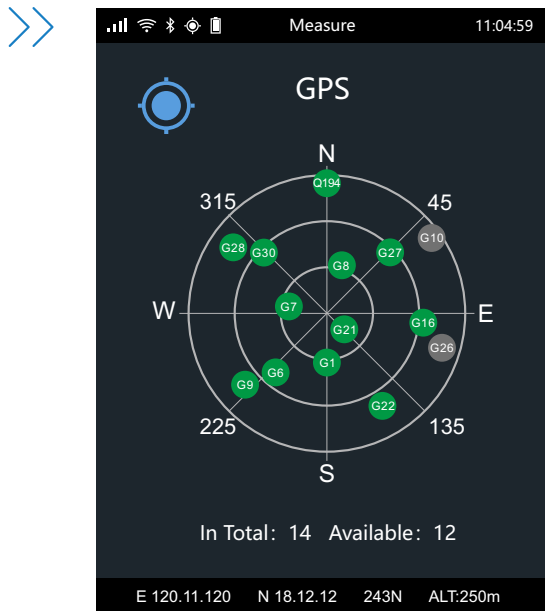 Measure 11:04:59
GPS
N
Q194
315 45
G10
G28 G30 G27
G8
G7
W E
G16
G21
G26
G1
G6
G9
G22
225 135
S
In Total: 14 Available: 12
E 120.11.120 N 18.12.12 243N ALT:250m